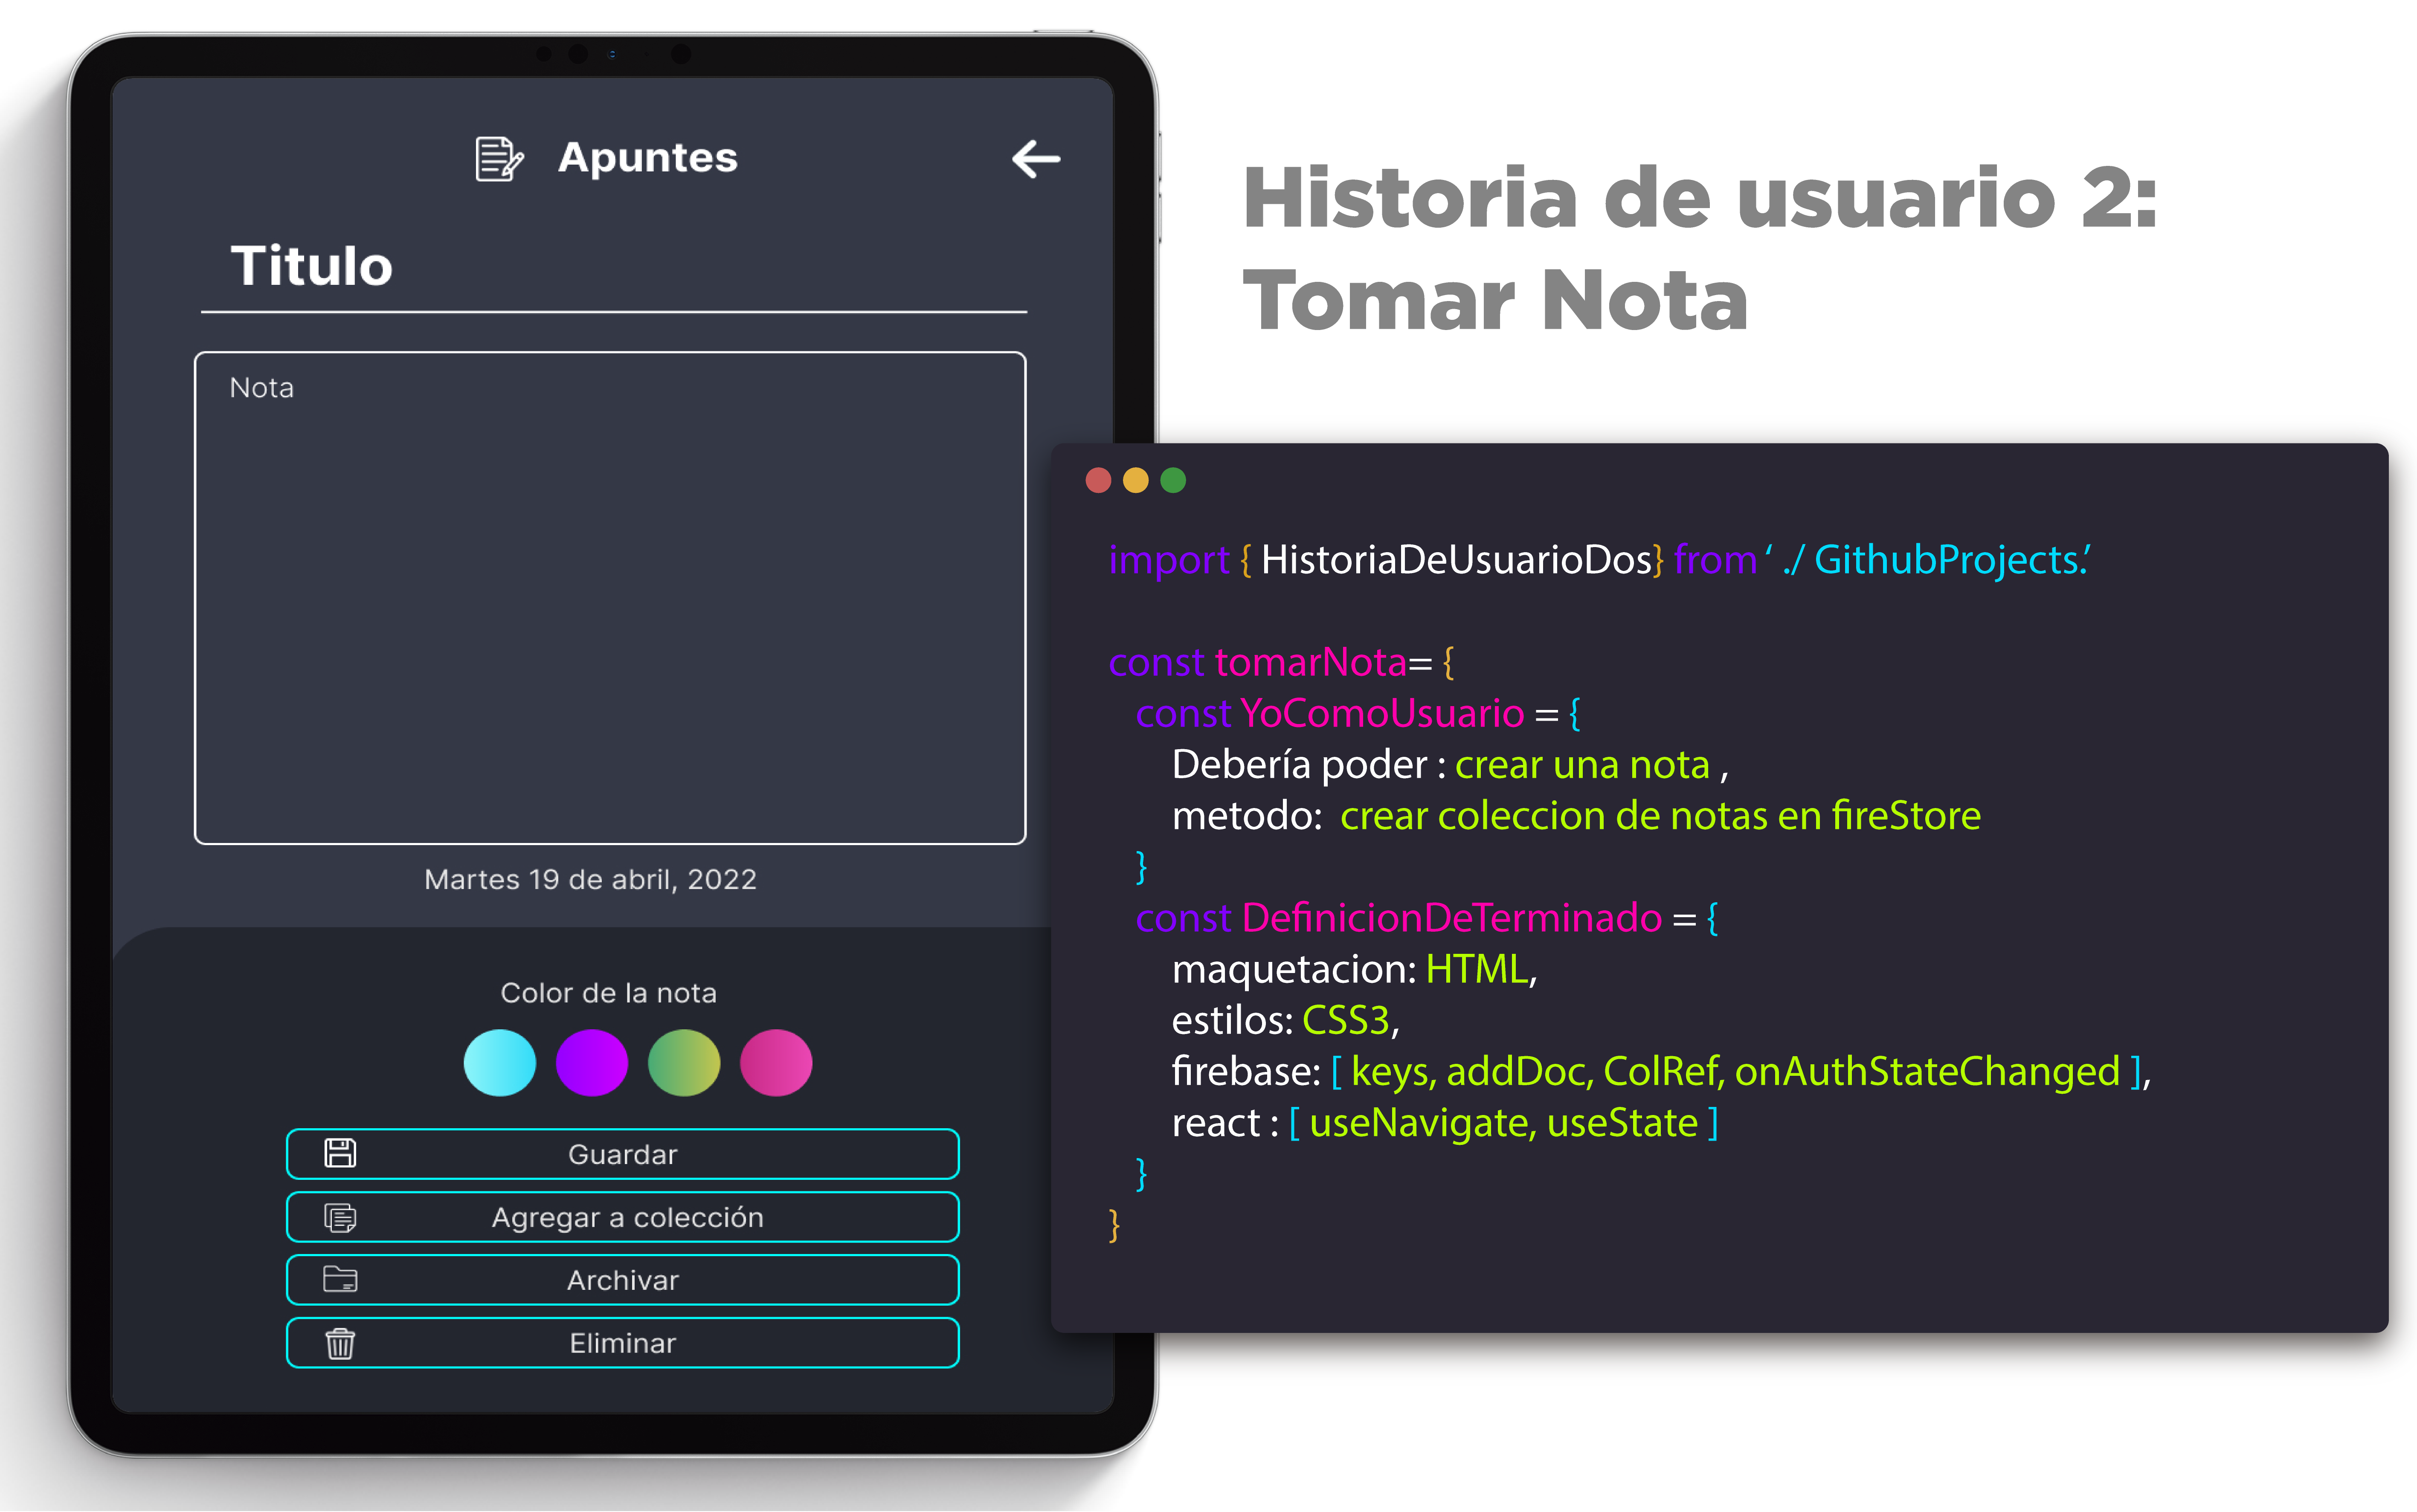 Apuntes
Titulo
Nota
Martes 19 de abril, 2022
Color de la nota
Guardar
Agregar a colección
Archivar
Eliminar
Historia de usuario 2:
Tomar Nota
import { HistoriaDeUsuarioDos} from ‘ ./ GithubProjects.’
const tomarNota= {
const YoComoUsuario = {
Debería poder : crear una nota ,
metodo: crear coleccion de notas en fireStore
}
const DefinicionDeTerminado = {
maquetacion: HTML,
estilos: CSS3,
firebase: [ keys, addDoc, ColRef, onAuthStateChanged ],
react : [ useNavigate, useState ]
}
}